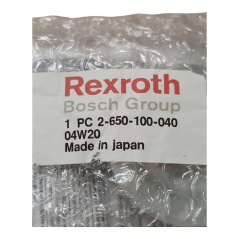 Rexroth
Bosch Group
1 PC 2-650-100-040
04W20
Made in japan